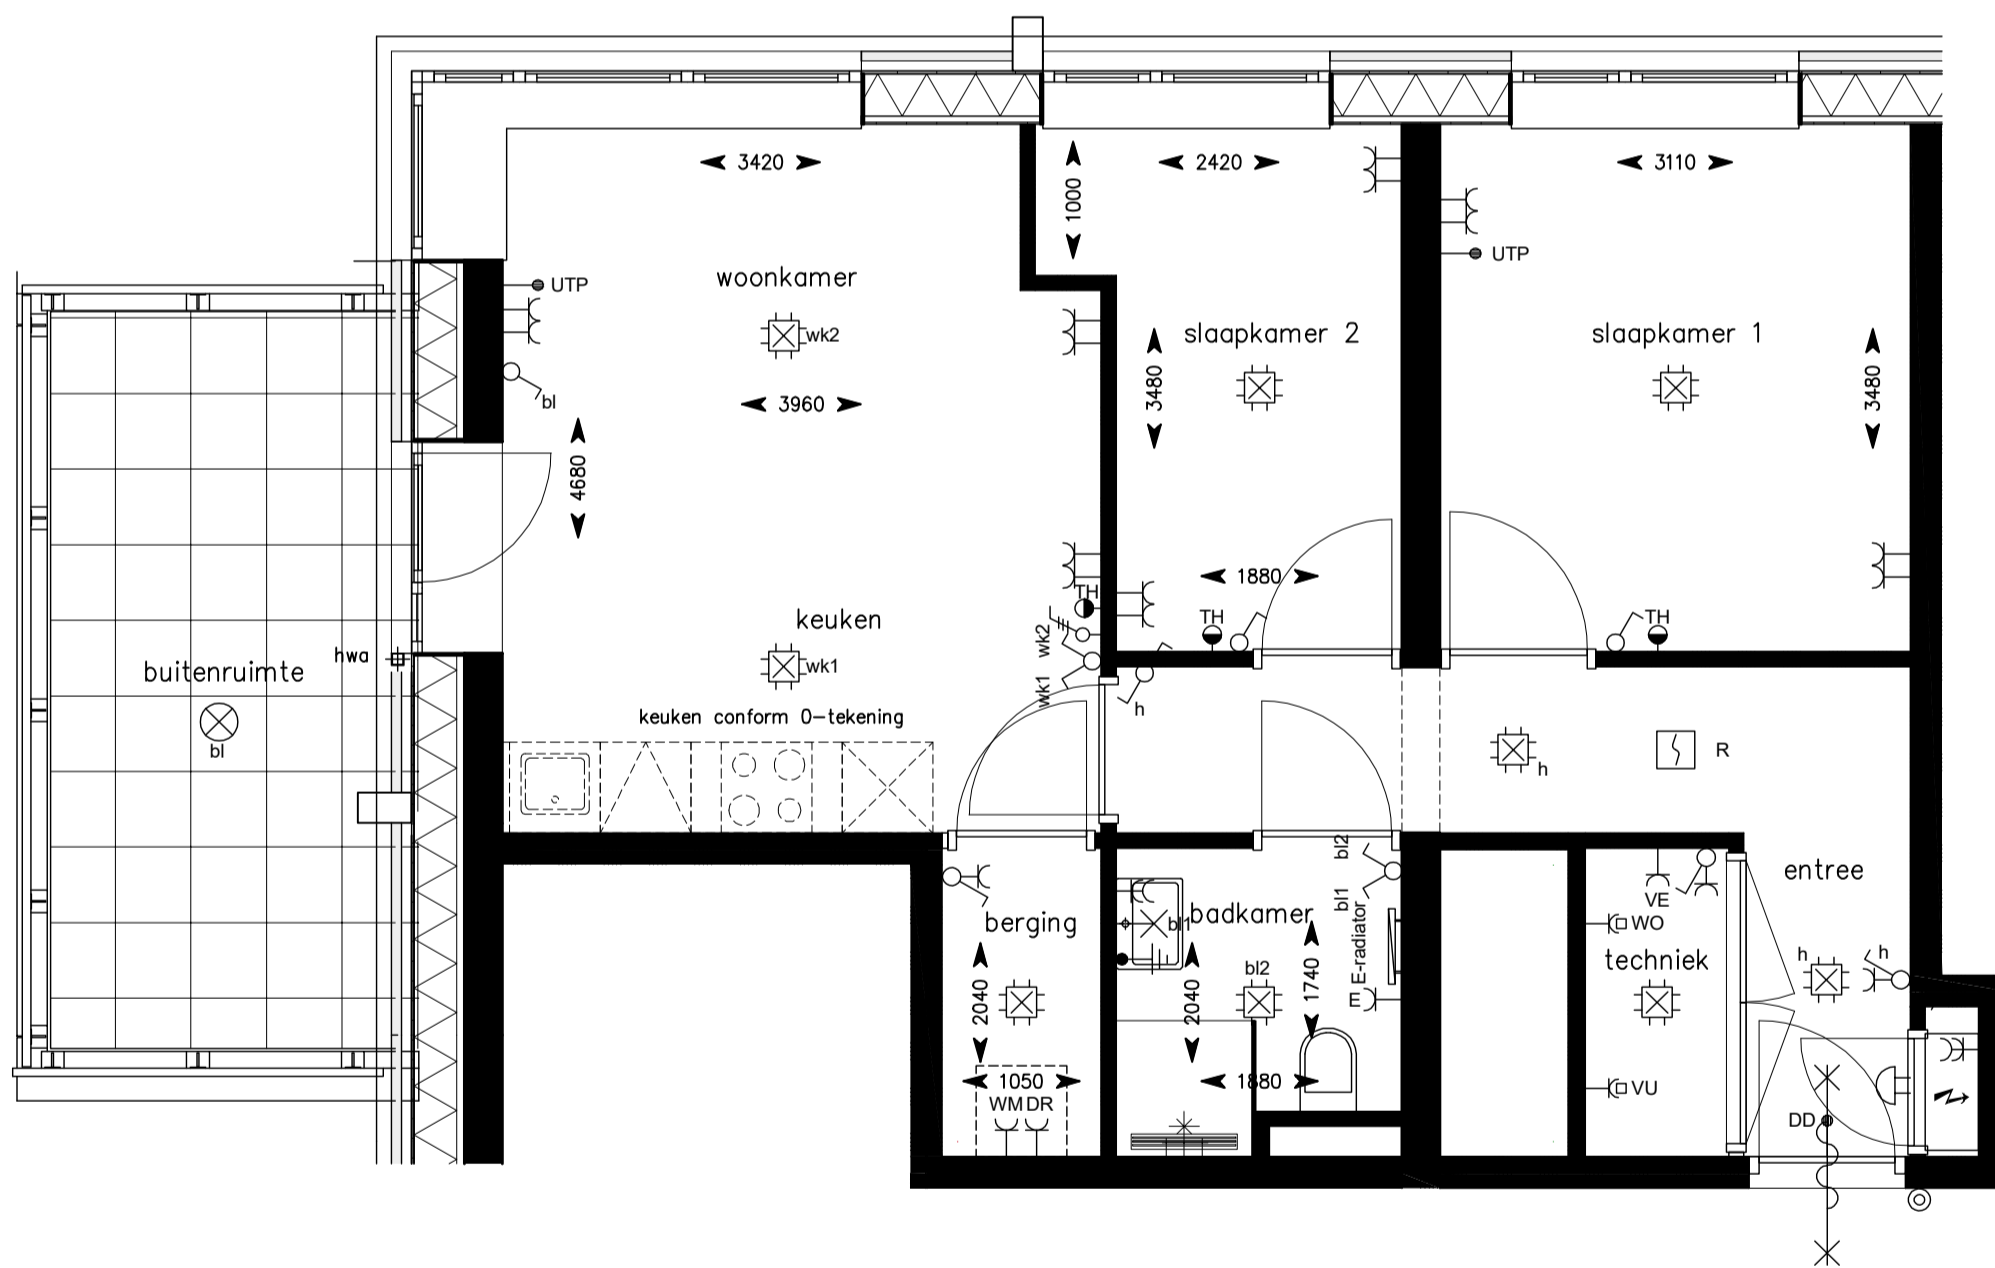 3420
2420
3110
1000
UTP
woonkamer
UTP
wk2
slaapkamer 2
slaapkamer 1
3480
3480
bl
3960
4680
1880
TH
TH
TH
keuken
wk2
hwa
buitenruimte
wk1
wk1
h
keuken conform 0-tekening
bl
h
R
bl2
entree
bl1
VE
berging
bl1
badkamer
WO
E-radiator
techniek
h
h
2040
2040
bl2
1740
E
1050
1880
VU
WM DR
DD